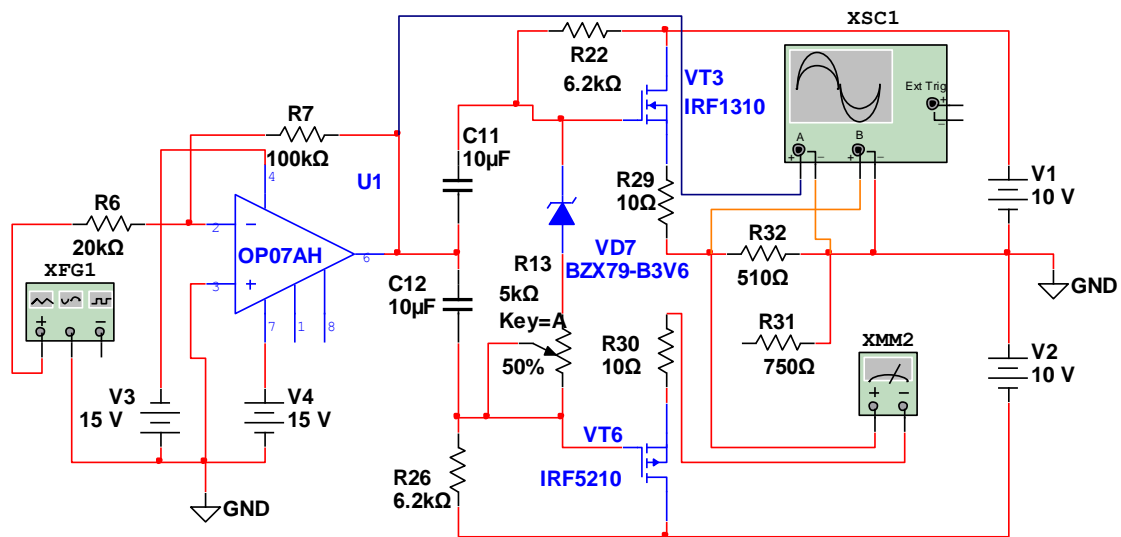 XSC1
R22
6.2kΩ
VT3
IRF1310
Ext Trig
+
−
A
B
+ − + −
R7
100kΩ
C11
10µF
U1
4
R29
10Ω
V1
10 V
R6
20kΩ
2
−
OP07AH
6
+
3
7
1
8
XFG1
+ −
VD7
BZX79-B3V6
R32
510Ω
GND
C12
10µF
R13
5kΩ
Key=A
50%
R30
10Ω
R31
750Ω
XMM2
+ −
V2
10 V
V3
15 V
V4
15 V
VT6
IRF5210
R26
6.2kΩ
GND